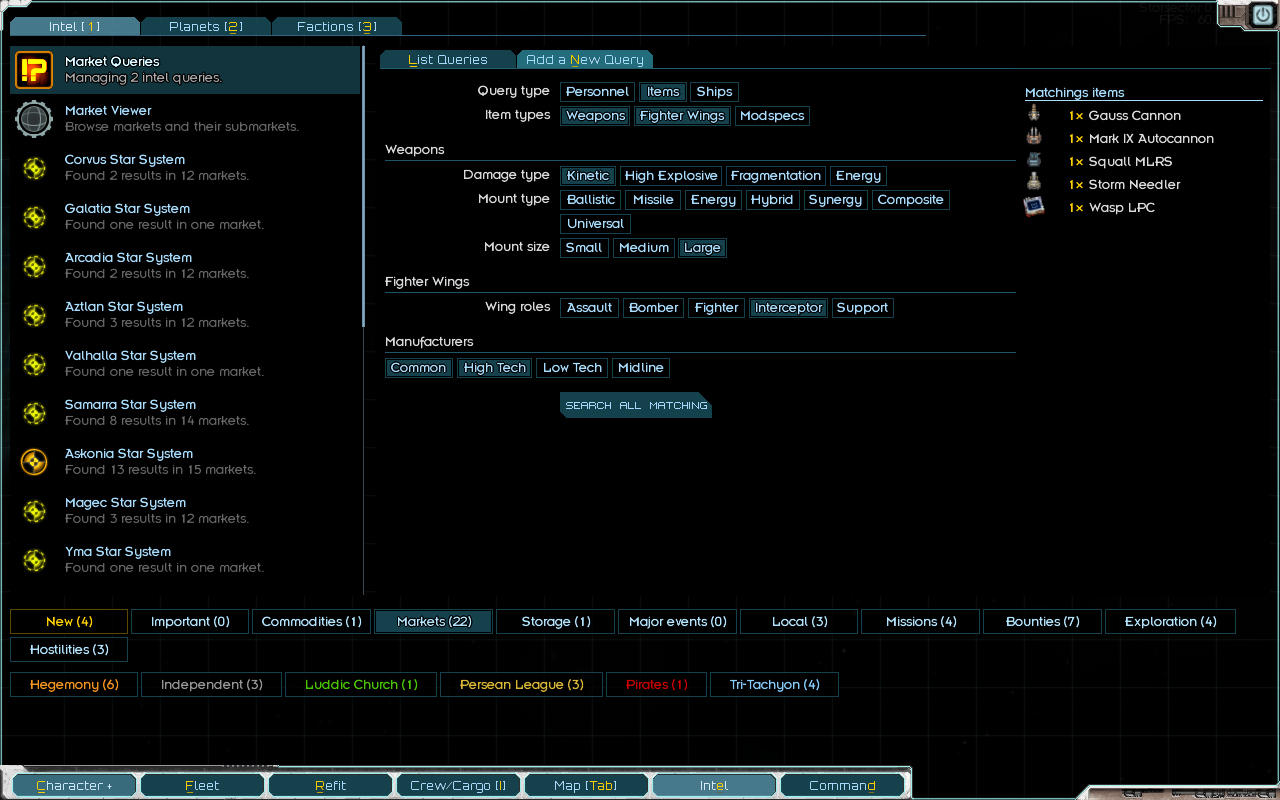 Starsector 0
FPS: 60
Intel [ 1 ]
Planets [2]
Factions [3]
Market Queries
Managing 2 intel queries.
Market Viewer
Browse markets and their submarkets.
Corvus Star System
Found 2 results in 12 markets.
Galatia Star System
Found one result in one market.
Arcadia Star System
Found 2 results in 12 markets.
Aztlan Star System
Found 3 results in 12 markets.
Valhalla Star System
Found one result in one market.
Samarra Star System
Found 8 results in 14 markets.
Askonia Star System
Found 13 results in 15 markets.
Magec Star System
Found 3 results in 12 markets.
Yma Star System
Found one result in one market.
List Queries
Add a New Query
Query type Personnel Items Ships
Item types Weapons Fighter Wings Modspecs
Weapons
Damage type Kinetic High Explosive Fragmentation Energy
Mount type Ballistic Missile Energy Hybrid Synergy Composite
Universal
Mount size Small Medium Large
Fighter Wings
Wing roles Assault Bomber Fighter Interceptor Support
Manufacturers
Common High Tech Low Tech Midline
SEARCH ALL MATCHING
Matchings items
1× Gauss Cannon
1× Mark IX Autocannon
1× Squall MLRS
1× Storm Needler
1× Wasp LPC
New (4) Important (0) Commodities (1) Markets (22) Storage (1) Major events (0) Local (3) Missions (4) Bounties (7) Exploration (4)
Hostilities (3)
Hegemony (6) Independent (3) Luddic Church (1) Persean League (3) Pirates (1) Tri-Tachyon (4)
Character + Fleet Refit Crew/Cargo [I] Map [Tab] Intel Command